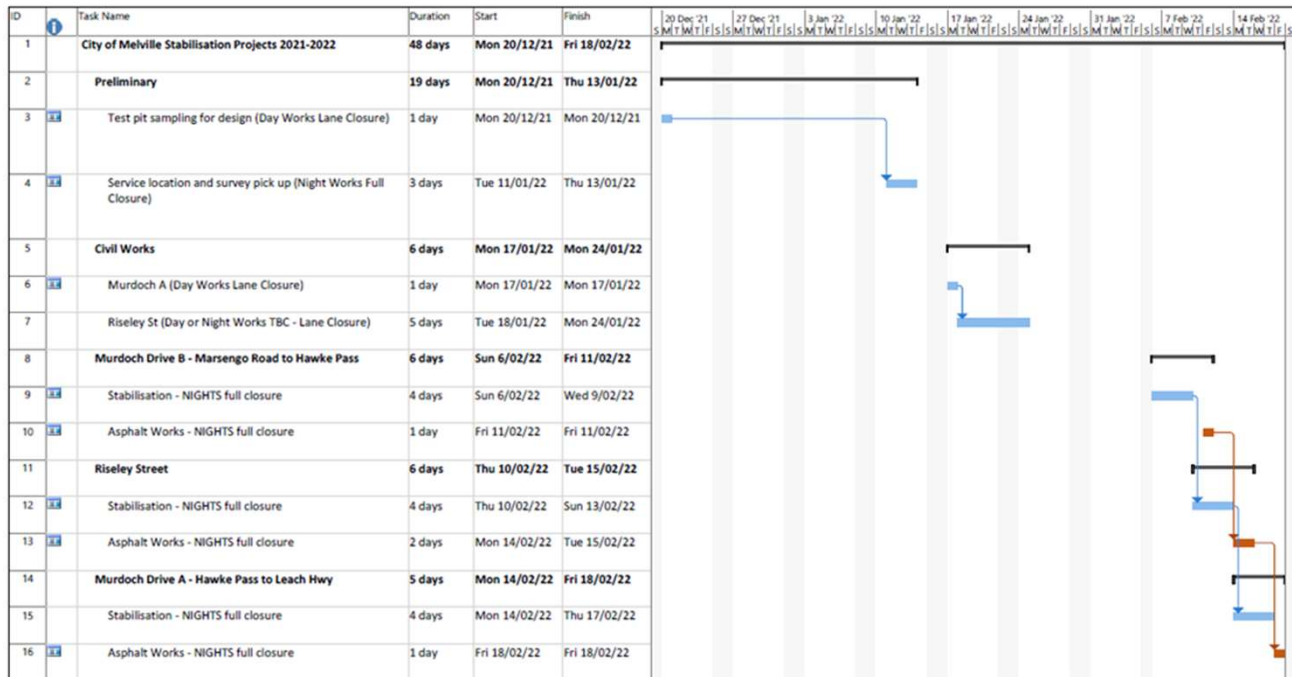 ID Task Name Duration Start Finish
20 Dec '21 27 Dec '21 3 Jan '22 10 Jan '22 17 Jan '22 24 Jan '22 31 Jan '22 7 Feb '22 14 Feb '22
S M T W T F S S M T W T F S S M T W T F S S M T W T F S S M T W T F S S M T W T F S S M T W T F S S M T W T F S S M T W T F S
1 City of Melville Stabilisation Projects 2021-2022 48 days Mon 20/12/21 Fri 18/02/22
2 Preliminary 19 days Mon 20/12/21 Thu 13/01/22
3 Test pit sampling for design (Day Works Lane Closure) 1 day Mon 20/12/21 Mon 20/12/21
4 Service location and survey pick up (Night Works Full 3 days Tue 11/01/22 Thu 13/01/22
Closure)
5 Civil Works 6 days Mon 17/01/22 Mon 24/01/22
6 Murdoch A (Day Works Lane Closure) 1 day Mon 17/01/22 Mon 17/01/22
7 Riseley St (Day or Night Works TBC - Lane Closure) 5 days Tue 18/01/22 Mon 24/01/22
8 Murdoch Drive B - Marsengo Road to Hawke Pass 6 days Sun 6/02/22 Fri 11/02/22
9 Stabilisation - NIGHTS full closure 4 days Sun 6/02/22 Wed 9/02/22
10 Asphalt Works - NIGHTS full closure 1 day Fri 11/02/22 Fri 11/02/22
11 Riseley Street 6 days Thu 10/02/22 Tue 15/02/22
12 Stabilisation - NIGHTS full closure 4 days Thu 10/02/22 Sun 13/02/22
13 Asphalt Works - NIGHTS full closure 2 days Mon 14/02/22 Tue 15/02/22
14 Murdoch Drive A - Hawke Pass to Leach Hwy 5 days Mon 14/02/22 Fri 18/02/22
15 Stabilisation - NIGHTS full closure 4 days Mon 14/02/22 Thu 17/02/22
16 Asphalt Works - NIGHTS full closure 1 day Fri 18/02/22 Fri 18/02/22